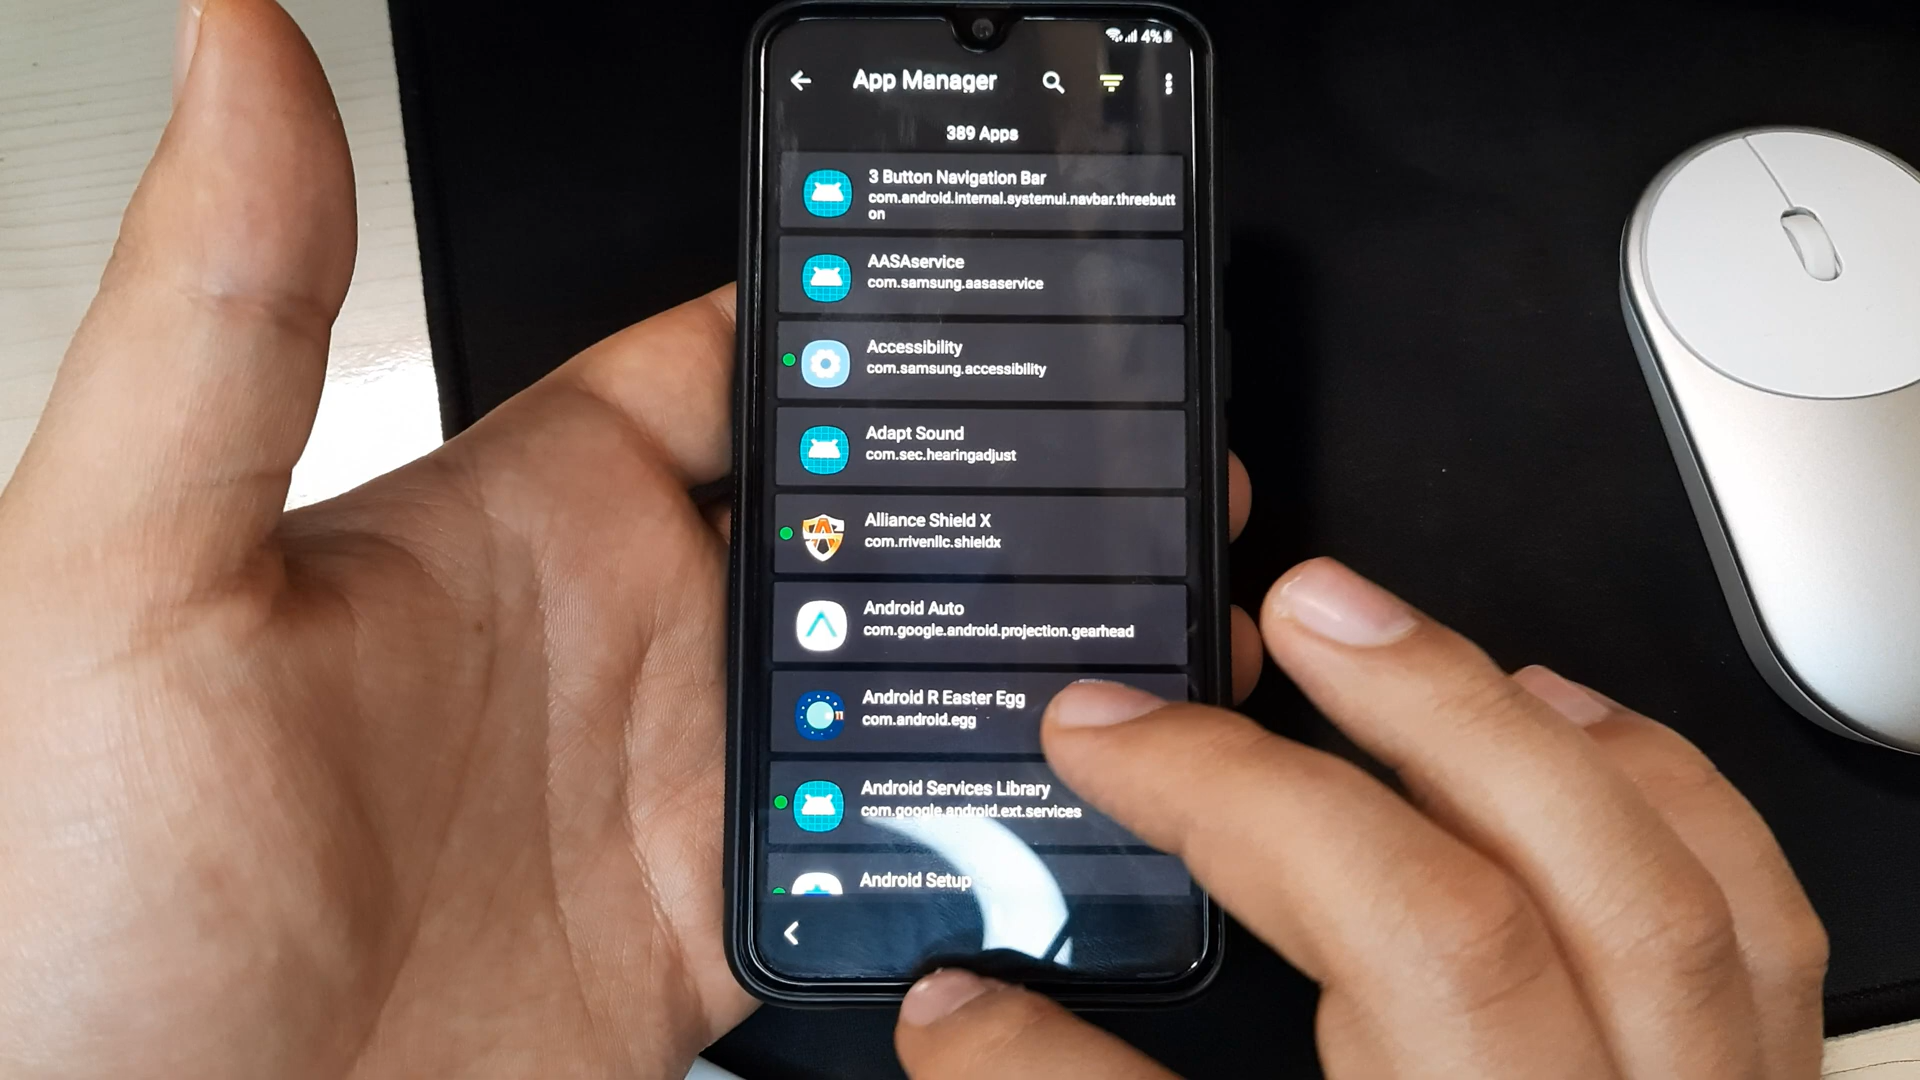 4%
App Manager
389 Apps
3 Button Navigation Bar
com.android.internal.systemui.navbar.threebutt
on
AASAservice
com.samsung.aasaservice
Accessibility
com.samsung.accessibility
Adapt Sound
com.sec.hearingadjust
Alliance Shield X
com.rrivenllc.shieldx
Android Auto
com.google.android.projection.gearhead
Android R Easter Egg
com.android.egg
Android Services Library
com.google.android.ext.services
Android Setup